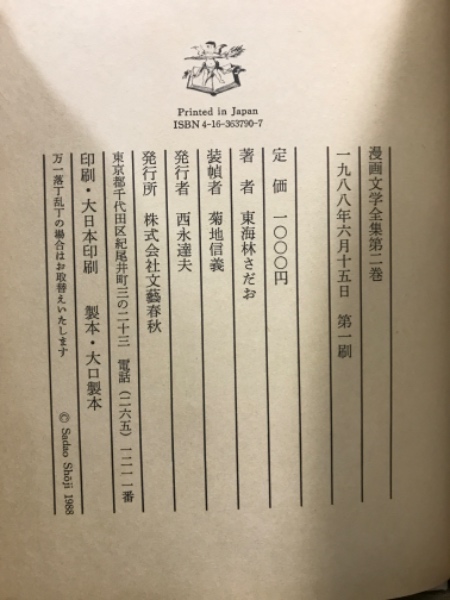 Printed in Japan
ISBN4-16-363790-7
漫画文学全集第二巻
一九八八年六月十五日　第一刷
定　価　一〇〇〇円
著　者　東海林さだお
装幀者　菊地信義
発行者　西永達夫
発行所　株式会社文藝春秋
東京都千代田区紀尾井町三の二十三　電話（二六五）一二一一番
印刷・大日本印刷　製本・大口製本
万一落丁乱丁の場合はお取替えいたします
© Sadao Shōji 1988